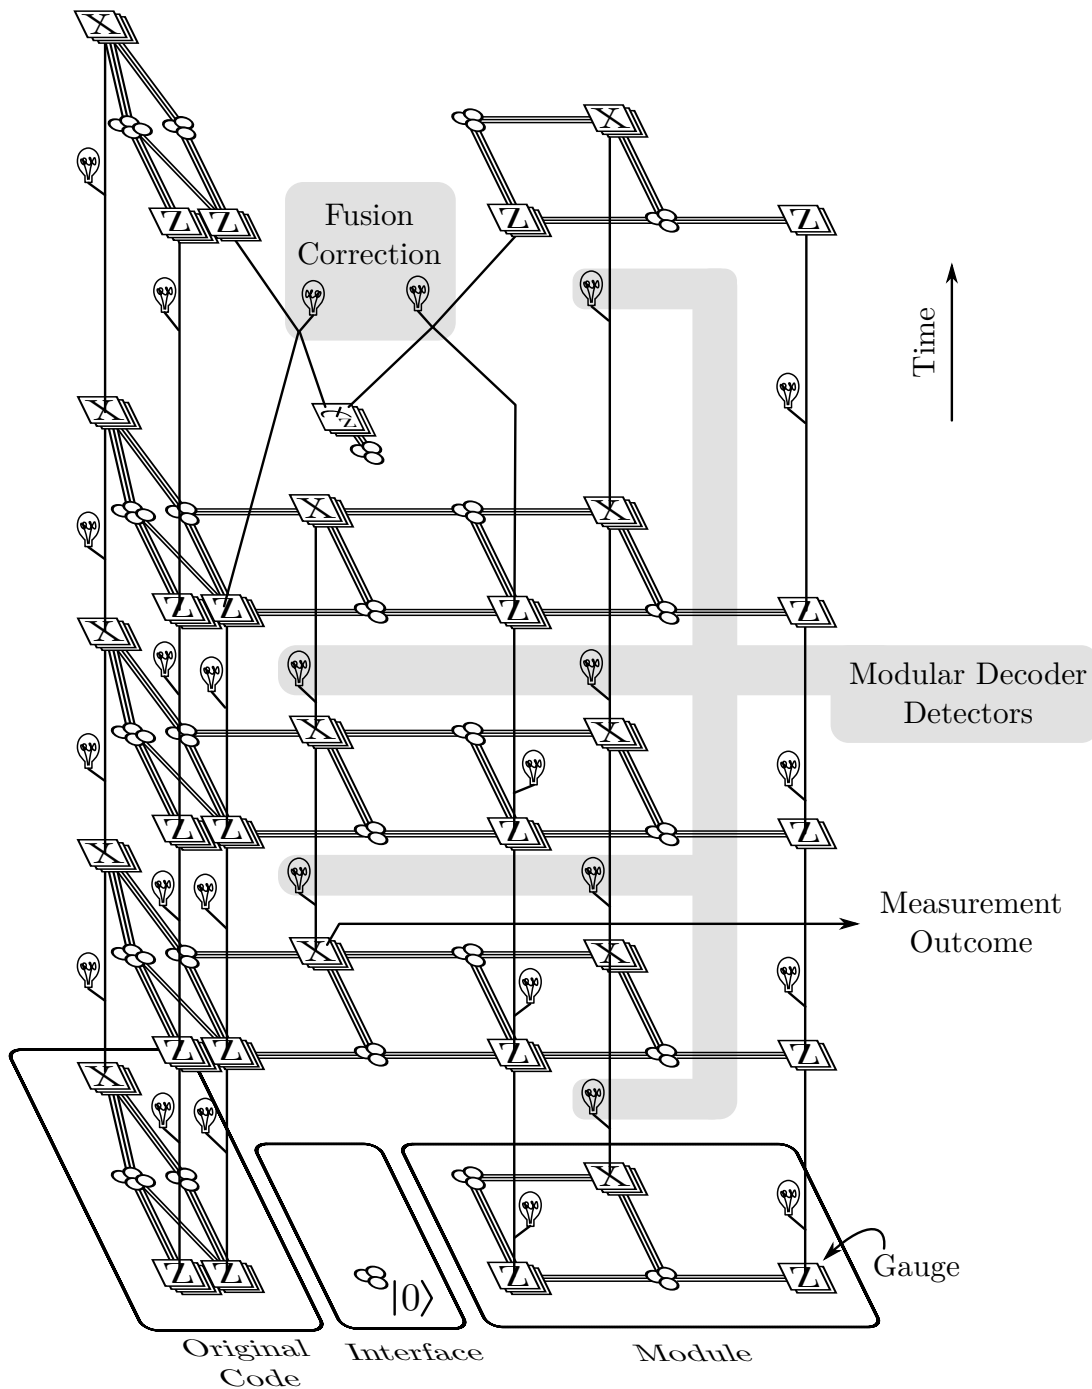 X
X
Z
Z
Z
Z
Fusion
Correction
Time
X
Z
X
X
X
Z
Z
Z
Z
X
Modular Decoder
Detectors
X
X
Z
Z
Z
Z
X
Measurement
Outcome
X
X
Z
Z
Z
Z
X
X
Z
Z
Z
Z
Gauge
|0⟩
Original
Code
Interface
Module